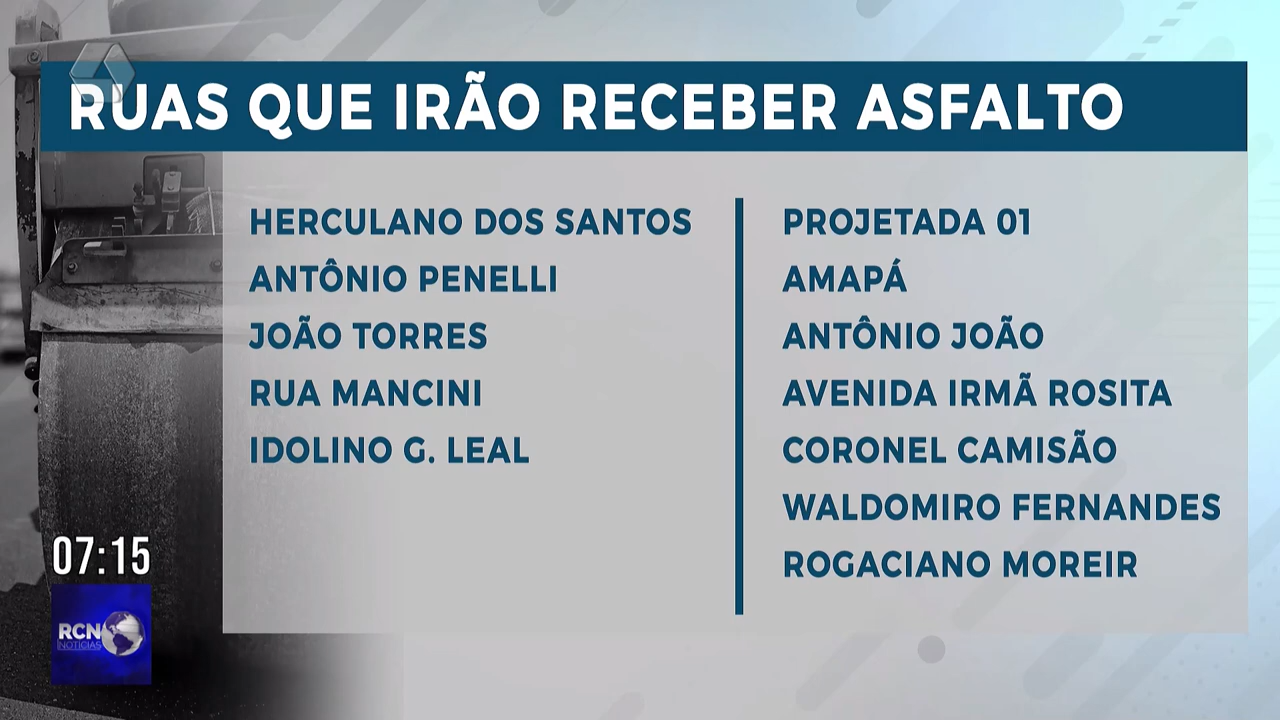 RUAS QUE IRÃO RECEBER ASFALTO
HERCULANO DOS SANTOS
ANTÔNIO PENELLI
JOÃO TORRES
RUA MANCINI
IDOLINO G. LEAL
PROJETADA 01
AMAPÁ
ANTÔNIO JOÃO
AVENIDA IRMÃ ROSITA
CORONEL CAMISÃO
WALDOMIRO FERNANDES
ROGACIANO MOREIR
07:15
RCN
NOTÍCIAS